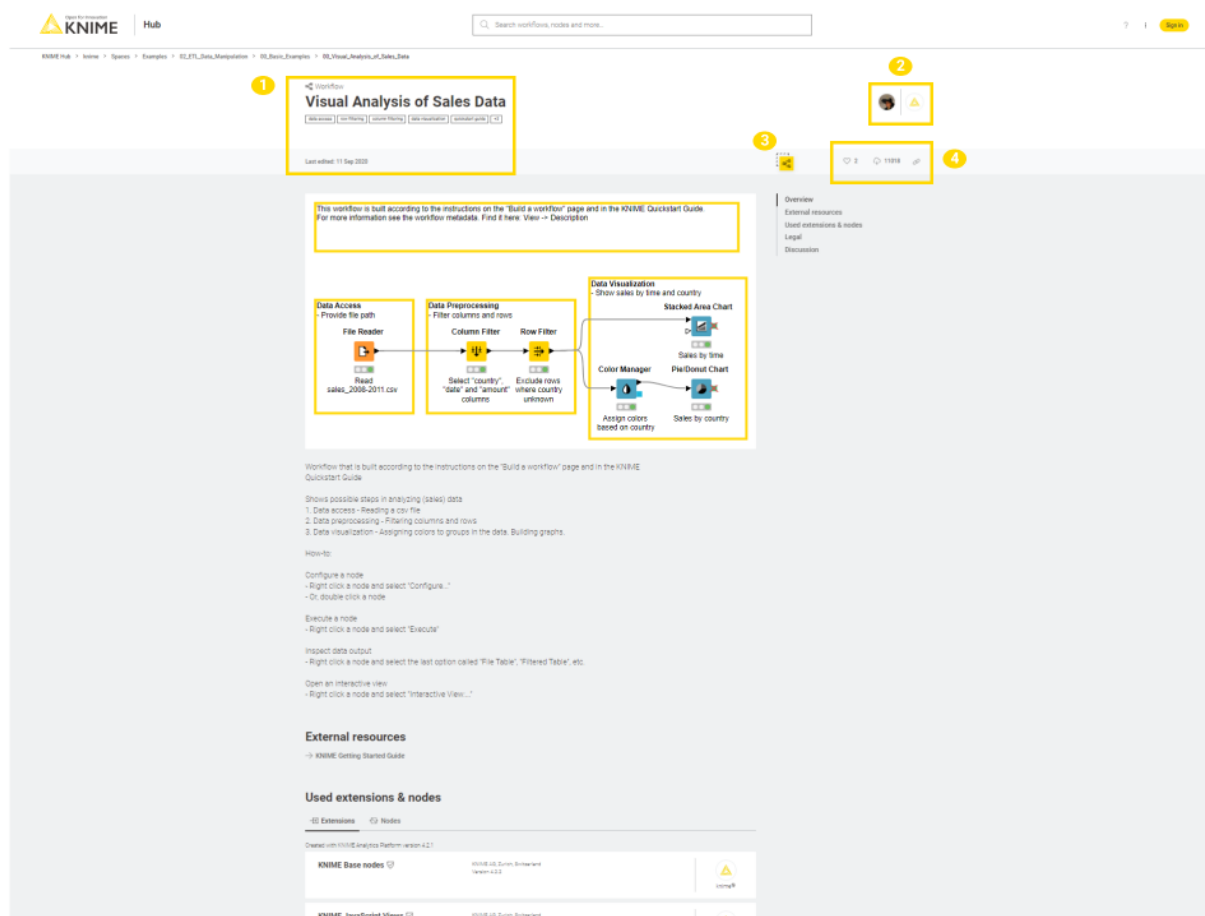 Open for Innovation
KNIME
Hub
Search workflows, nodes and more...
?
Sign in
KNIME Hub > knime > Spaces > Examples > 02_ETL_Data_Manipulation > 00_Basic_Examples > 00_Visual_Analysis_of_Sales_Data
1
2
Workflow
Visual Analysis of Sales Data
data access
row filtering
column filtering
data visualization
quickstart guide
+2
3
4
Last edited: 11 Sep 2020
2
11018
This workflow is built according to the instructions on the "Build a workflow" page and in the KNIME Quickstart Guide.
For more information see the workflow metadata. Find it here: View -> Description
Overview
External resources
Used extensions & nodes
Legal
Discussion
Data Access
- Provide file path
File Reader
Read
sales_2008-2011.csv
Data Preprocessing
- Filter columns and rows
Column Filter
Select "country",
"date" and "amount"
columns
Row Filter
Exclude rows
where country
unknown
Data Visualization
- Show sales by time and country
Stacked Area Chart
Sales by time
Color Manager
Assign colors
based on country
Pie/Donut Chart
Sales by country
Workflow that is built according to the instructions on the "Build a workflow" page and in the KNIME
Quickstart Guide
Shows possible steps in analyzing (sales) data
1. Data access - Reading a csv file
2. Data preprocessing - Filtering columns and rows
3. Data visualization - Assigning colors to groups in the data. Building graphs.
How-to:
Configure a node
- Right click a node and select "Configure..."
- Or, double click a node
Execute a node
- Right click a node and select "Execute"
Inspect data output
- Right click a node and select the last option called "File Table", "Filtered Table", etc.
Open an interactive view
- Right click a node and select "Interactive View:..."
External resources
KNIME Getting Started Guide
Used extensions & nodes
Extensions
Nodes
Created with KNIME Analytics Platform version 4.2.1
KNIME Base nodes
KNIME AG, Zurich, Switzerland
knime
KNIME JavaScript Views
KNIME AG, Zurich, Switzerland